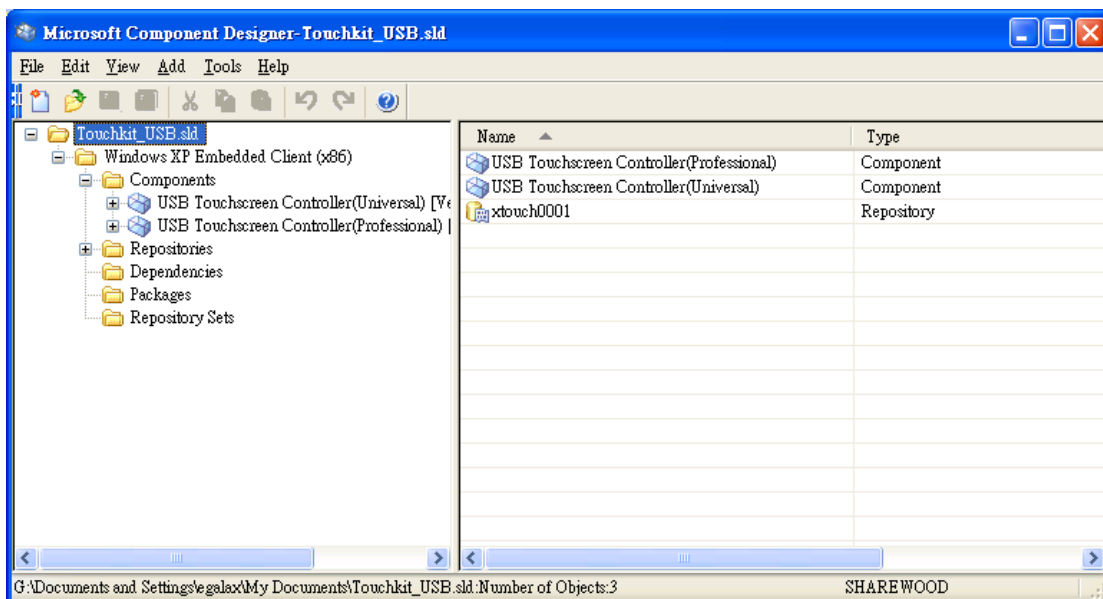 Microsoft Component Designer-Touchkit_USB.sld
File Edit View Add Tools Help
Touchkit_USB.sld
Windows XP Embedded Client (x86)
Components
USB Touchscreen Controller(Universal) [Ve
USB Touchscreen Controller(Professional) [
Repositories
Dependencies
Packages
Repository Sets
Name Type
USB Touchscreen Controller(Professional) Component
USB Touchscreen Controller(Universal) Component
xtouch0001 Repository
G:\Documents and Settings\egalax\My Documents\Touchkit_USB.sld:Number of Objects:3 SHAREWOOD